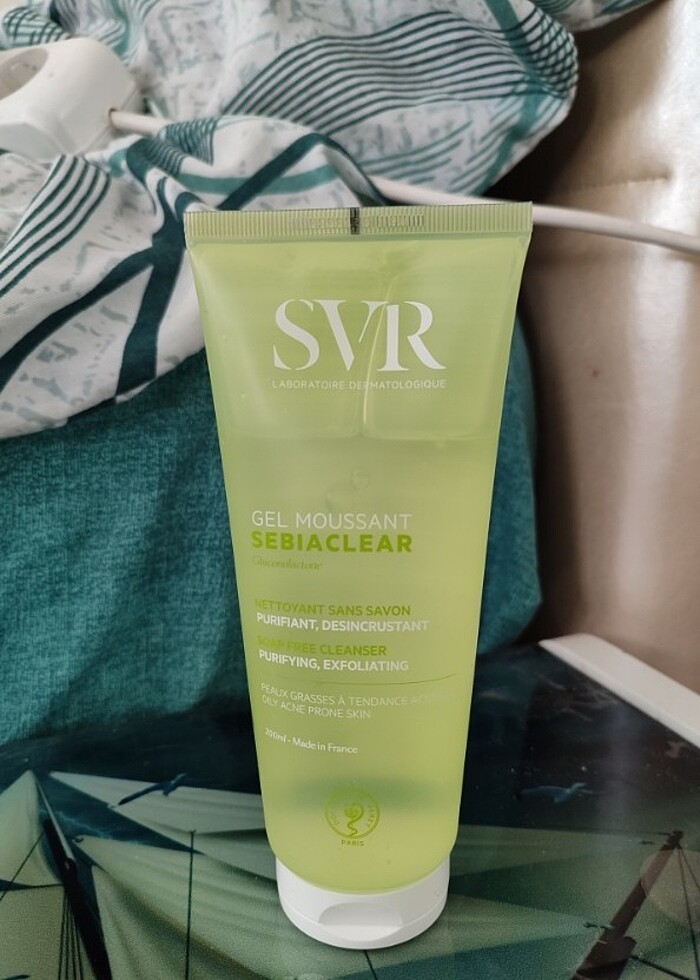 SVR
LABORATOIRE DERMATOLOGIQUE
GEL MOUSSANT
SEBIACLEAR
Gluconolactone
NETTOYANT SANS SAVON
PURIFIANT, DESINCRUSTANT
SOAP FREE CLEANSER
PURIFYING, EXFOLIATING
PEAUX GRASSES À TENDANCE
OILY ACNE PRONE SKIN
200ml - Made in France
PARIS